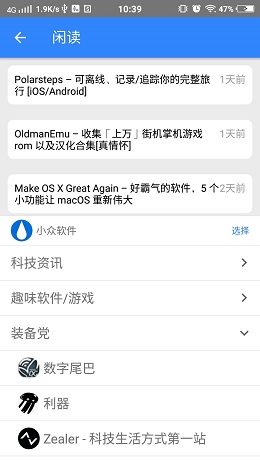 4G 1.9K/s 10:39 47%
闲读
Polarsteps – 可离线、记录/追踪你的完整旅 1天前
行 [iOS/Android]
OldmanEmu – 收集「上万」街机掌机游戏 1天前
rom 以及汉化合集[真情怀]
Make OS X Great Again – 好霸气的软件，5 个 2天前
小功能让 macOS 重新伟大
小众软件 选择
科技资讯
趣味软件/游戏
装备党
数字尾巴
利器
Zealer - 科技生活方式第一站